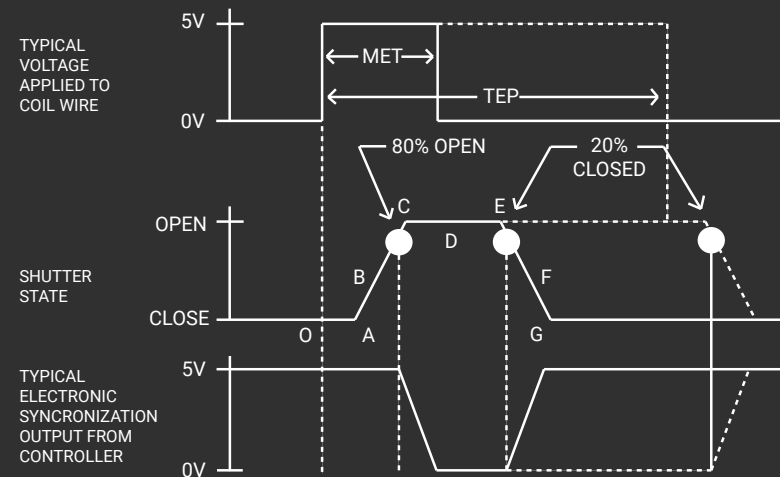 5V
TYPICAL
VOLTAGE
APPLIED TO
COIL WIRE
MET
TEP
0V
80% OPEN
20%
CLOSED
C
E
OPEN
D
SHUTTER
STATE
B
F
CLOSE
O
A
G
5V
TYPICAL
ELECTRONIC
SYNCRONIZATION
OUTPUT FROM
CONTROLLER
0V